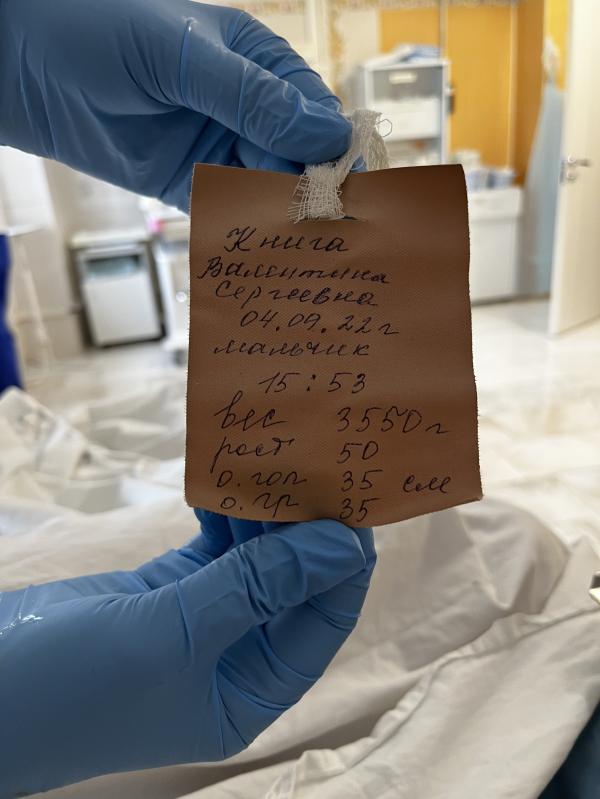 Книга
Валентина
Сергеевна
04.09.22г
мальчик
15:53
вес 3550г
рост 50
о.гол 35 см
о.гр 35